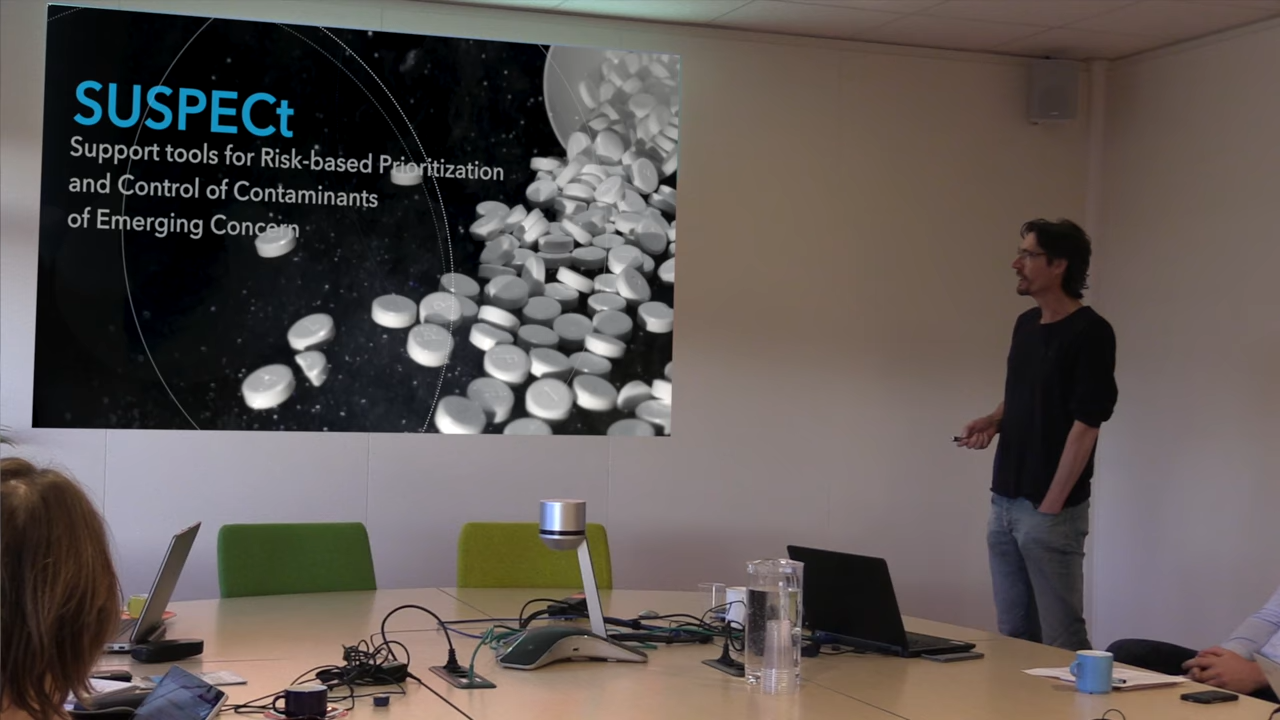 SUSPECt
Support tools for Risk-based Prioritization
and Control of Contaminants
of Emerging Concern